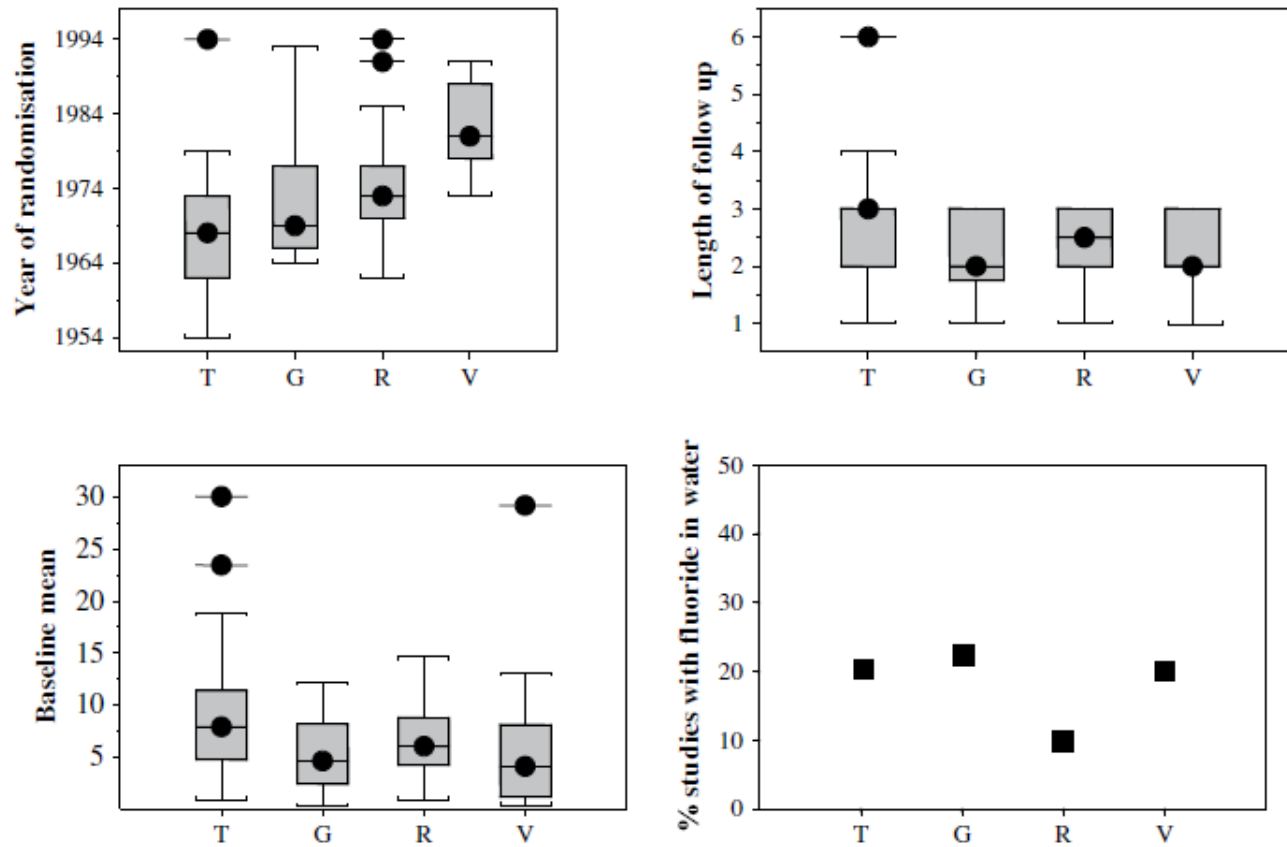 Year of randomisation
1994
1984
1974
1964
1954
T G R V
Length of follow up
6
5
4
3
2
1
T G R V
Baseline mean
30
25
20
15
10
5
T G R V
% studies with fluoride in water
50
40
30
20
10
0
T G R V